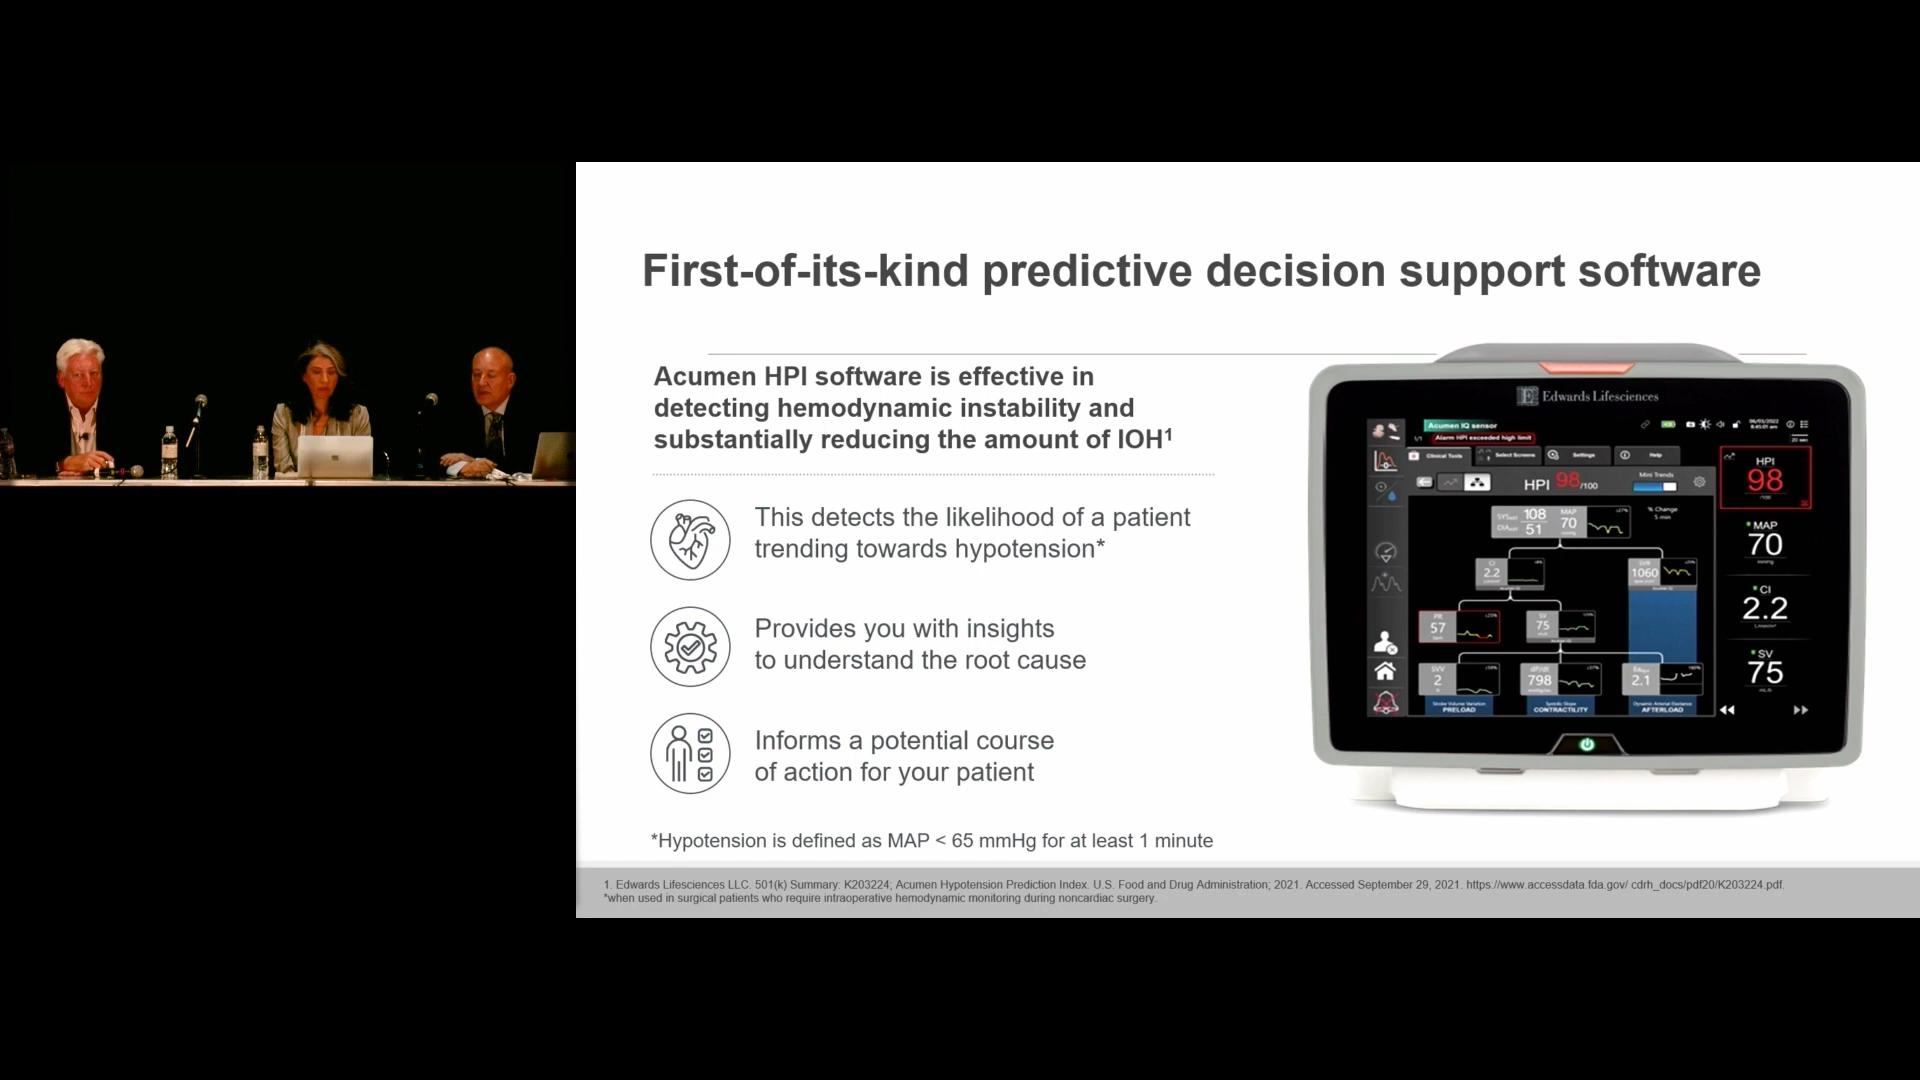 First-of-its-kind predictive decision support software
Acumen HPI software is effective in
detecting hemodynamic instability and
substantially reducing the amount of IOH1
This detects the likelihood of a patient
trending towards hypotension*
Provides you with insights
to understand the root cause
Informs a potential course
of action for your patient
*Hypotension is defined as MAP < 65 mmHg for at least 1 minute
1. Edwards Lifesciences LLC. 501(k) Summary: K203224; Acumen Hypotension Prediction Index. U.S. Food and Drug Administration; 2021. Accessed September 29, 2021. https://www.accessdata.fda.gov/ cdrh_docs/pdf20/K203224.pdf.
*when used in surgical patients who require intraoperative hemodynamic monitoring during noncardiac surgery.
Edwards Lifesciences
Acumen IQ sensor
1/1 Alarm HPI exceeded high limit
Clinical Tools Select Screens Settings Help
HPI 98 /100
Mini Trends
% Change
5 min
108
51
MAP
70
2.2
1060
PR
57
SV
75
SVV
2
dP/dt
798
2.1
Stroke Volume Variation
PRELOAD
Systolic Slope
CONTRACTILITY
Dynamic Arterial Elastance
AFTERLOAD
HPI
98
/100
MAP
70
mmHg
CI
2.2
SV
75